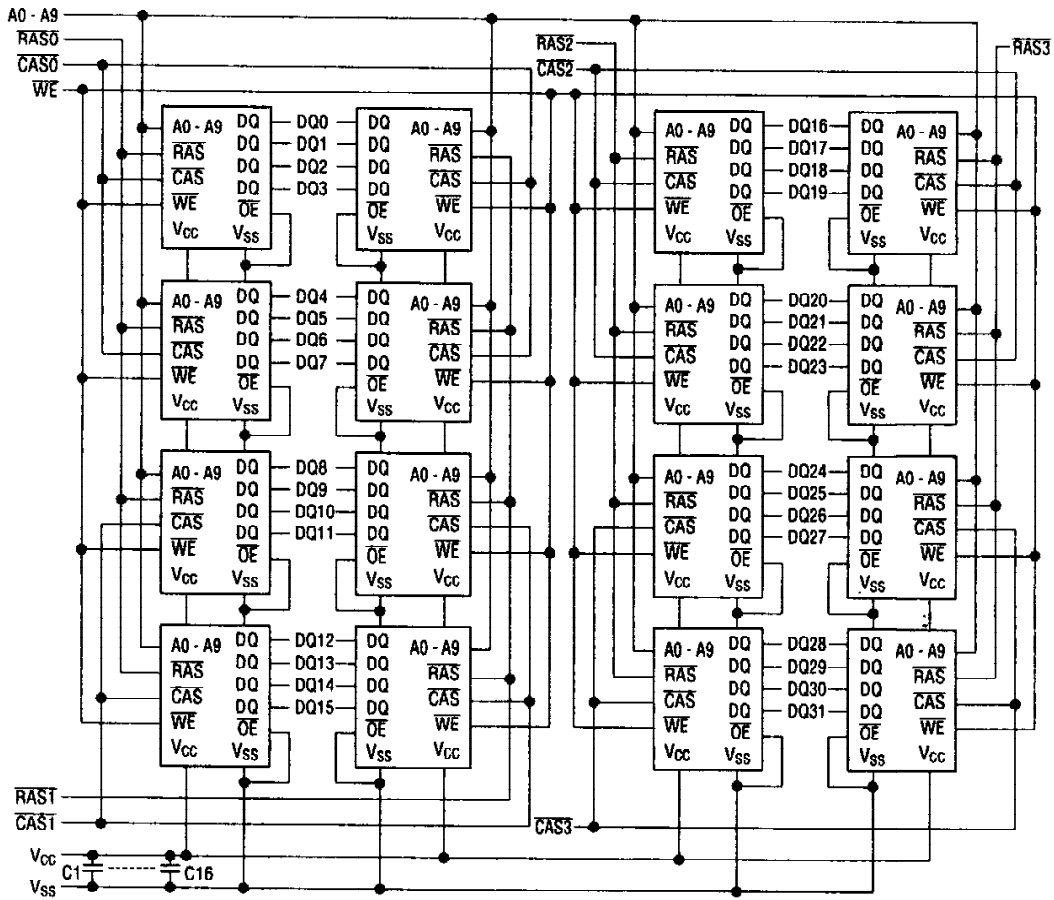 A0 - A9
RAS0
CAS0
WE
RAS2
CAS2
RAS3
A0 - A9 DQ DQ0 DQ A0 - A9
RAS DQ DQ1 DQ RAS
CAS DQ DQ2 DQ CAS
WE DQ DQ3 DQ WE
OE OE
VCC VSS VSS VCC
A0 - A9 DQ DQ16 DQ A0 - A9
RAS DQ DQ17 DQ RAS
CAS DQ DQ18 DQ CAS
WE DQ DQ19 DQ WE
OE OE
VCC VSS VSS VCC
A0 - A9 DQ DQ4 DQ A0 - A9
RAS DQ DQ5 DQ RAS
CAS DQ DQ6 DQ CAS
WE DQ DQ7 DQ WE
OE OE
VCC VSS VSS VCC
A0 - A9 DQ DQ20 DQ A0 - A9
RAS DQ DQ21 DQ RAS
CAS DQ DQ22 DQ CAS
WE DQ DQ23 DQ WE
OE OE
VCC VSS VSS VCC
A0 - A9 DQ DQ8 DQ A0 - A9
RAS DQ DQ9 DQ RAS
CAS DQ DQ10 DQ CAS
WE DQ DQ11 DQ WE
OE OE
VCC VSS VSS VCC
A0 - A9 DQ DQ24 DQ A0 - A9
RAS DQ DQ25 DQ RAS
CAS DQ DQ26 DQ CAS
WE DQ DQ27 DQ WE
OE OE
VCC VSS VSS VCC
A0 - A9 DQ DQ12 DQ A0 - A9
RAS DQ DQ13 DQ RAS
CAS DQ DQ14 DQ CAS
WE DQ DQ15 DQ WE
OE OE
VCC VSS VSS VCC
A0 - A9 DQ DQ28 DQ A0 - A9
RAS DQ DQ29 DQ RAS
CAS DQ DQ30 DQ CAS
WE DQ DQ31 DQ WE
OE OE
VCC VSS VSS VCC
RAS1
CAS1
CAS3
VCC
C1 C16
VSS